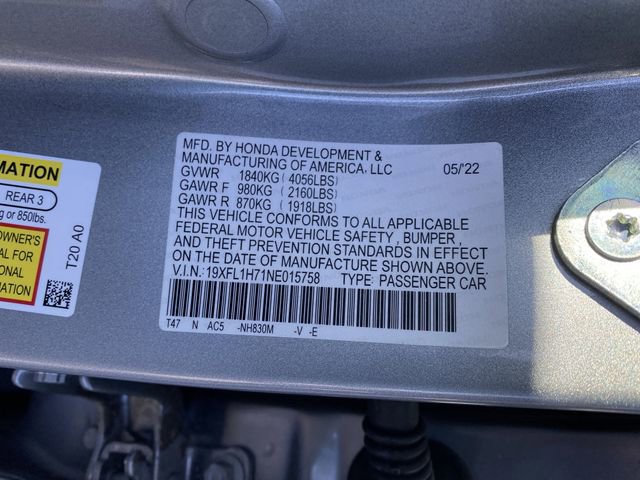 MATION
REAR 3
g or 850lbs.
OWNER'S
AL FOR
ONAL
MATION
T20 A0
MFD. BY HONDA DEVELOPMENT &
MANUFACTURING OF AMERICA, LLC 05/'22
GVWR 1840KG (4056LBS)
GAWR F 980KG (2160LBS)
GAWR R 870KG (1918LBS)
THIS VEHICLE CONFORMS TO ALL APPLICABLE
FEDERAL MOTOR VEHICLE SAFETY , BUMPER,
AND THEFT PREVENTION STANDARDS IN EFFECT
ON THE DATE OF MANUFACTURE SHOWN ABOVE.
V.I.N.: 19XFL1H71NE015758 TYPE: PASSENGER CAR
T47 N AC5 -NH830M -V -E